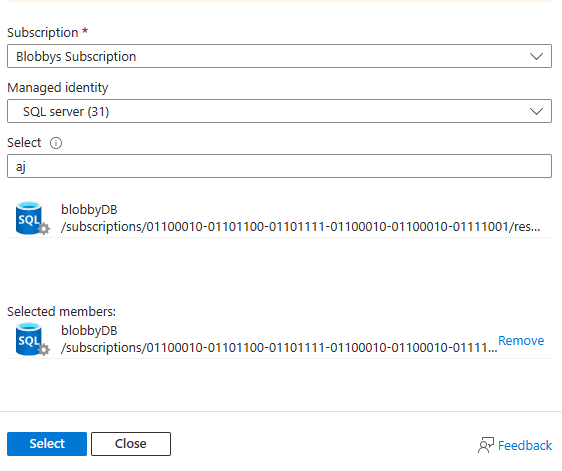 Subscription *
Blobbys Subscription
Managed identity
SQL server (31)
Select
aj
SQL
blobbyDB
/subscriptions/01100010-01101100-01101111-01100010-01100010-01111001/res...
Selected members:
SQL
blobbyDB
/subscriptions/01100010-01101100-01101111-01100010-01100010-01111...
Remove
Select
Close
Feedback